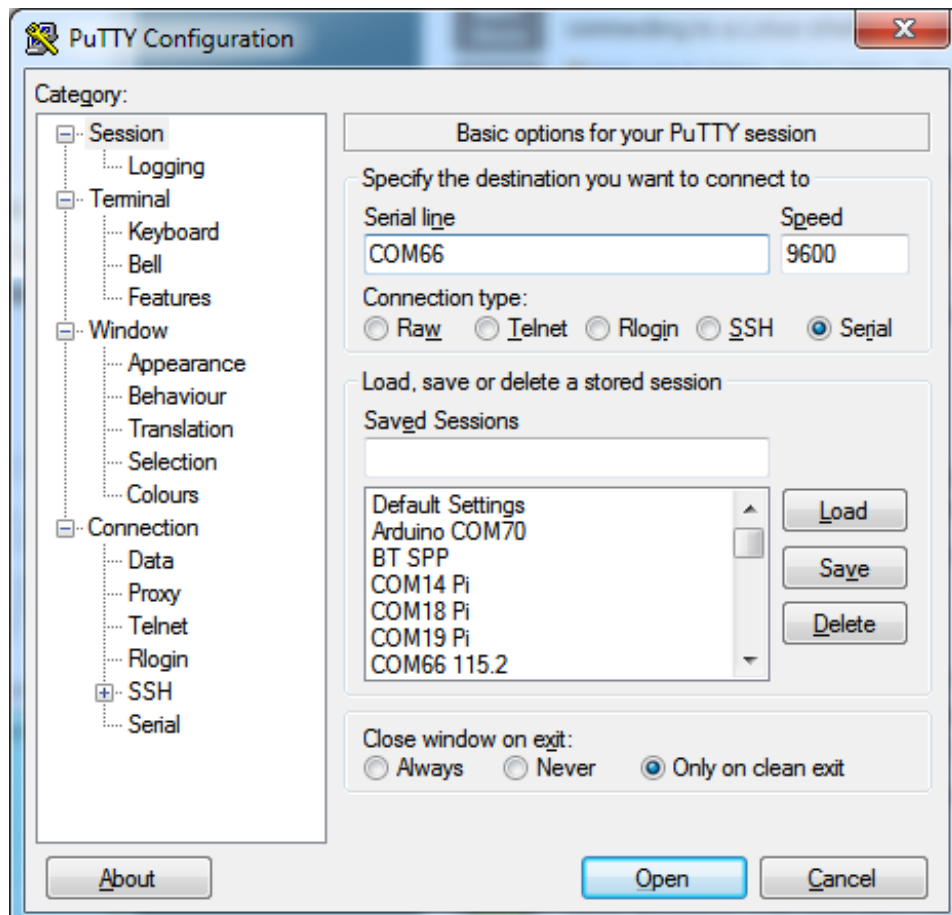 PuTTY Configuration
Category:
Session
Logging
Terminal
Keyboard
Bell
Features
Window
Appearance
Behaviour
Translation
Selection
Colours
Connection
Data
Proxy
Telnet
Rlogin
SSH
Serial
Basic options for your PuTTY session
Specify the destination you want to connect to
Serial line Speed
COM66 9600
Connection type:
Raw Telnet Rlogin SSH Serial
Load, save or delete a stored session
Saved Sessions
Default Settings
Arduino COM70
BT SPP
COM14 Pi
COM18 Pi
COM19 Pi
COM66 115.2
Load
Save
Delete
Close window on exit:
Always Never Only on clean exit
About Open Cancel